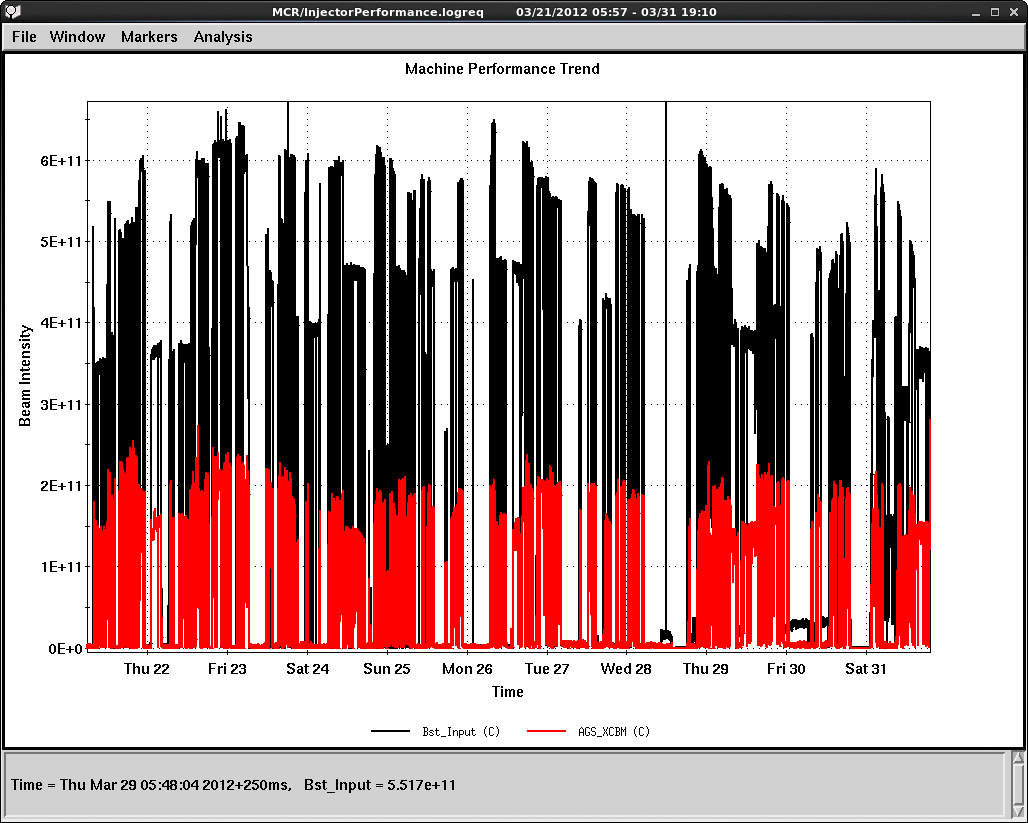 MCR/InjectorPerformance.logreq 03/21/2012 05:57 - 03/31 19:10
File Window Markers Analysis
Machine Performance Trend
6E+11
5E+11
4E+11
3E+11
2E+11
1E+11
0E+0
Beam Intensity
Thu 22 Fri 23 Sat 24 Sun 25 Mon 26 Tue 27 Wed 28 Thu 29 Fri 30 Sat 31
Time
Bst_Input (C) AGS_XCBM (C)
Time = Thu Mar 29 05:48:04 2012+250ms, Bst_Input = 5.517e+11